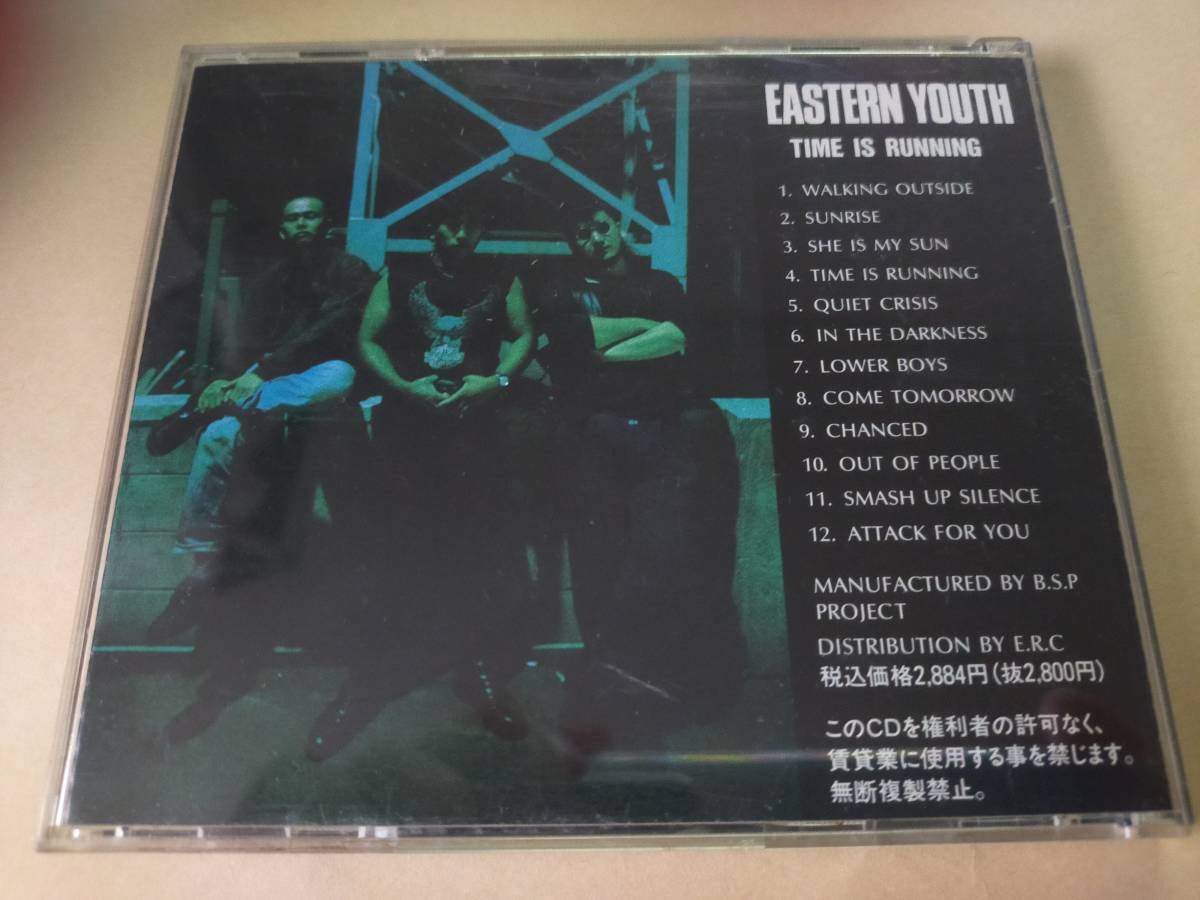 EASTERN YOUTH
TIME IS RUNNING
1. WALKING OUTSIDE
2. SUNRISE
3. SHE IS MY SUN
4. TIME IS RUNNING
5. QUIET CRISIS
6. IN THE DARKNESS
7. LOWER BOYS
8. COME TOMORROW
9. CHANCED
10. OUT OF PEOPLE
11. SMASH UP SILENCE
12. ATTACK FOR YOU
MANUFACTURED BY B.S.P
PROJECT
DISTRIBUTION BY E.R.C
税込価格2,884円(抜2,800円)
このCDを権利者の許可なく、
賃貸業に使用する事を禁じます。
無断複製禁止。